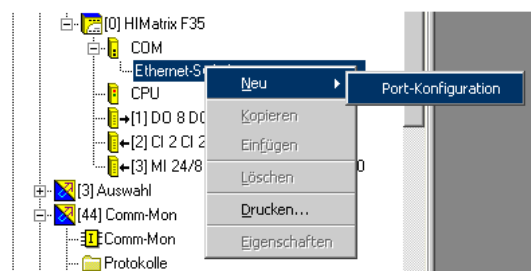 [0] HIMatrix F35
COM
Ethernet-S
Neu
Port-Konfiguration
CPU
[1] DO 8 DO
Kopieren
[2] CI 2 CI 2
Einfügen
[3] MI 24/8
0
Löschen
[3] Auswahl
Drucken...
[44] Comm-Mon
Comm-Mon
Eigenschaften
Protokolle